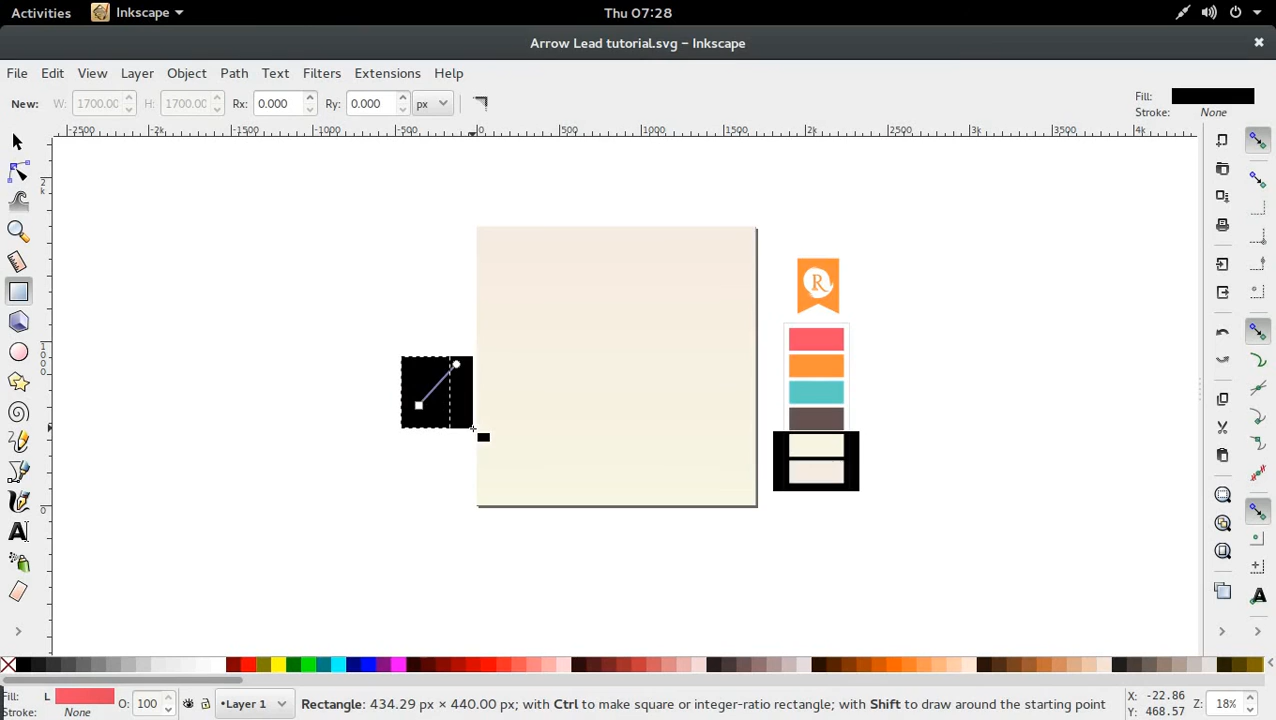 Activities Inkscape Thu 07:28
Arrow Lead tutorial.svg – Inkscape
File Edit View Layer Object Path Text Filters Extensions Help
New: W: 1700.00 H: 1700.00 Rx: 0.000 Ry: 0.000 px
Fill:
Stroke: None
-2500 -2k -1500 -1000 -500 0 500 1000 1500 2k 2500 3k 3500 4k
2k
1000
0
R
A
A
Fill: L O: 100 •Layer 1 Rectangle: 434.29 px × 440.00 px; with Ctrl to make square or integer-ratio rectangle; with Shift to draw around the starting point X: -22.86 Z: 18%
Stroke: None Y: 468.57